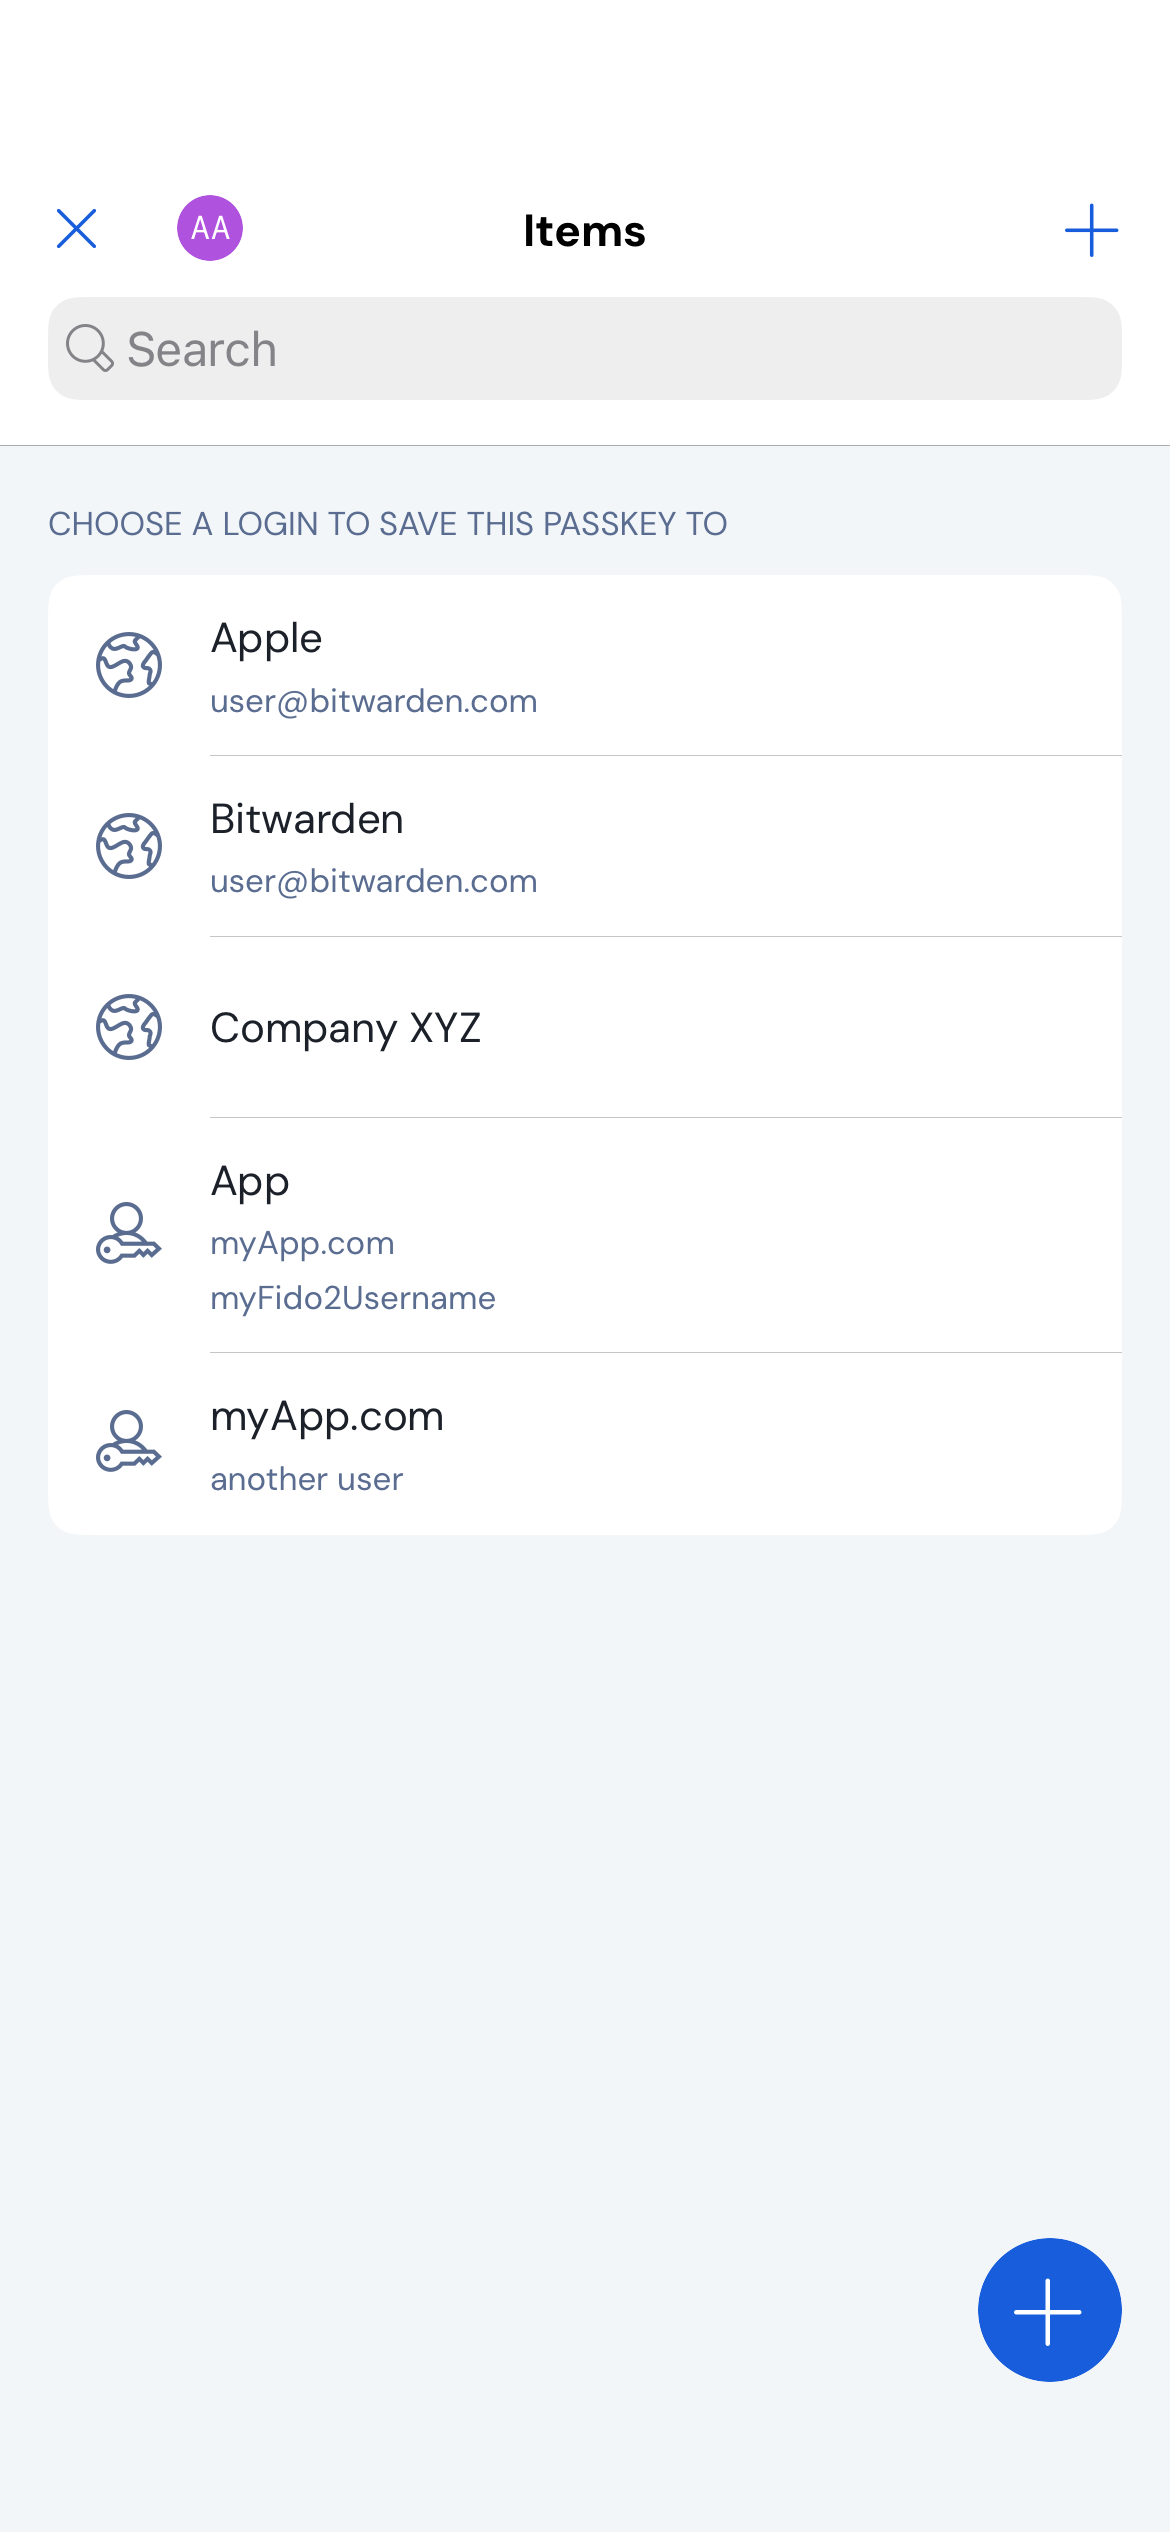 AA
Items
Search
CHOOSE A LOGIN TO SAVE THIS PASSKEY TO
Apple
user@bitwarden.com
Bitwarden
user@bitwarden.com
Company XYZ
App
myApp.com
myFido2Username
myApp.com
another user